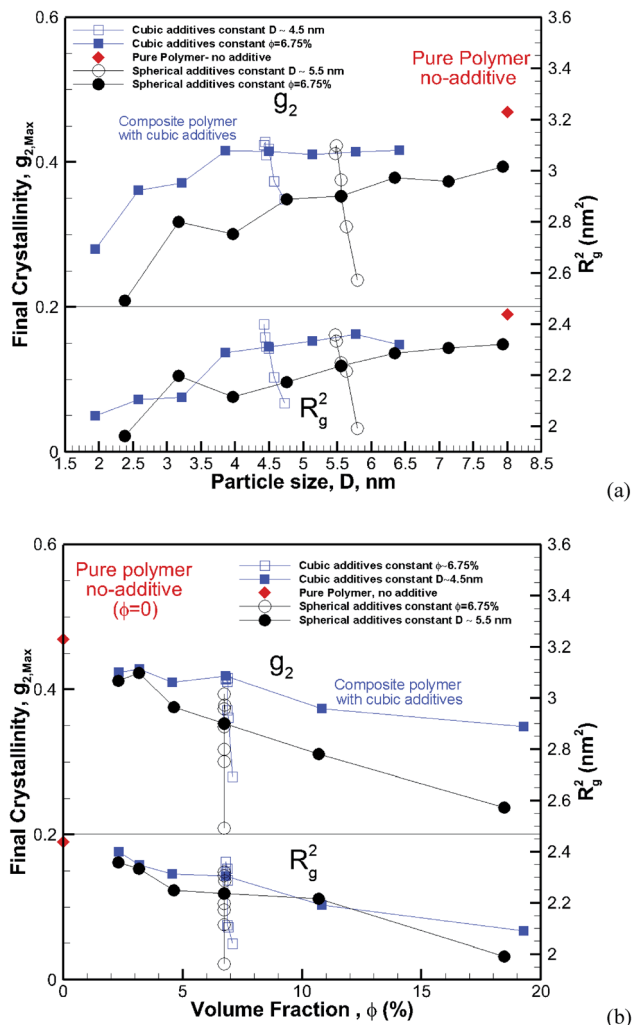 0.6
3.6
Cubic additives constant D ~ 4.5 nm
Cubic additives constant ϕ=6.75%
Pure Polymer- no additive
Spherical additives constant D ~ 5.5 nm
Spherical additives constant ϕ=6.75%
Pure Polymer
no-additive
g2
Composite polymer
with cubic additives
Final Crystallinity, g2,Max
Rg2 (nm2)
0.4
0.2
0
3.4
3.2
3
2.8
2.6
2.4
2.2
2
Rg2
1.5 2 2.5 3 3.5 4 4.5 5 5.5 6 6.5 7 7.5 8 8.5
Particle size, D, nm
(a)
0.6
3.6
Pure polymer
no-additive
(ϕ=0)
Cubic additives constant ϕ~6.75%
Cubic additives constant D~4.5nm
Pure Polymer, no additive
Spherical additives constant ϕ=6.75%
Spherical additives constant D ~ 5.5 nm
g2
Composite polymer
with cubic additives
Final Crystallinity, g2,Max
Rg2 (nm2)
0.4
0.2
0
3.4
3.2
3
2.8
2.6
2.4
2.2
2
Rg2
0 5 10 15 20
Volume Fraction , ϕ (%)
(b)